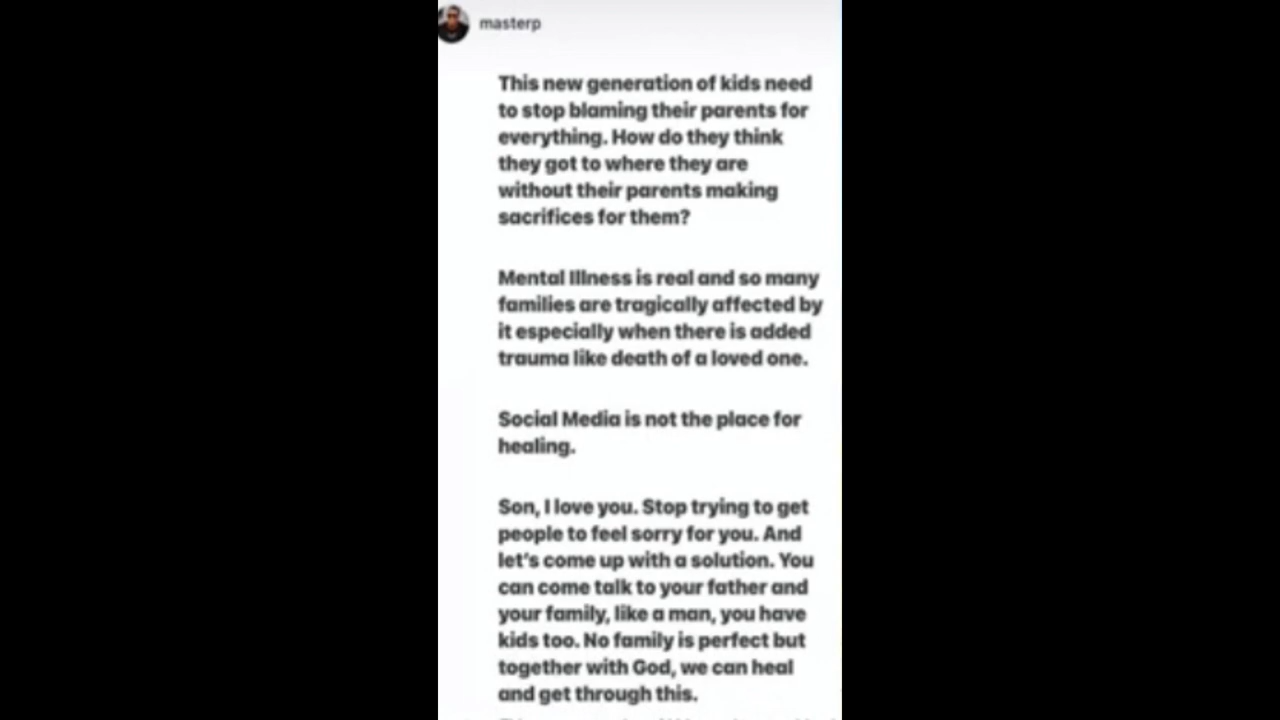 masterp
This new generation of kids need
to stop blaming their parents for
everything. How do they think
they got to where they are
without their parents making
sacrifices for them?
Mental Illness is real and so many
families are tragically affected by
it especially when there is added
trauma like death of a loved one.
Social Media is not the place for
healing.
Son, I love you. Stop trying to get
people to feel sorry for you. And
let's come up with a solution. You
can come talk to your father and
your family, like a man, you have
kids too. No family is perfect but
together with God, we can heal
and get through this.